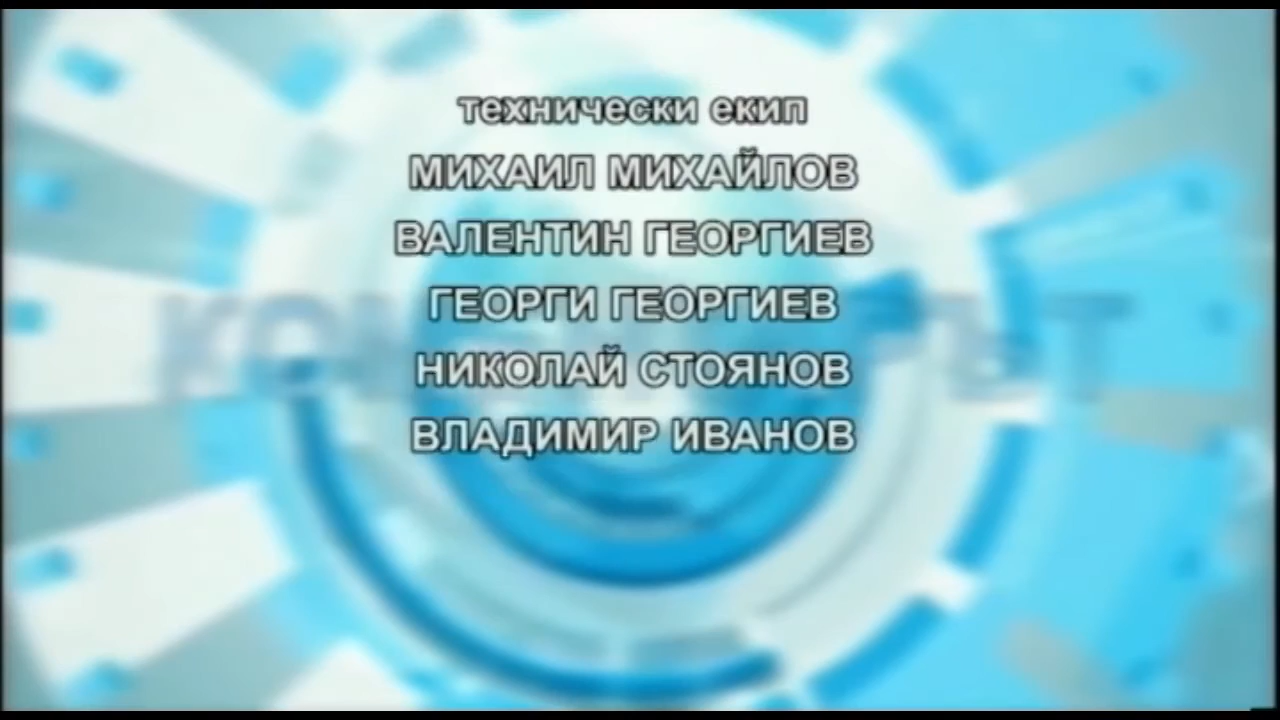 технически екип
МИХАИЛ МИХАЙЛОВ
ВАЛЕНТИН ГЕОРГИЕВ
ГЕОРГИ ГЕОРГИЕВ
НИКОЛАЙ СТОЯНОВ
ВЛАДИМИР ИВАНОВ